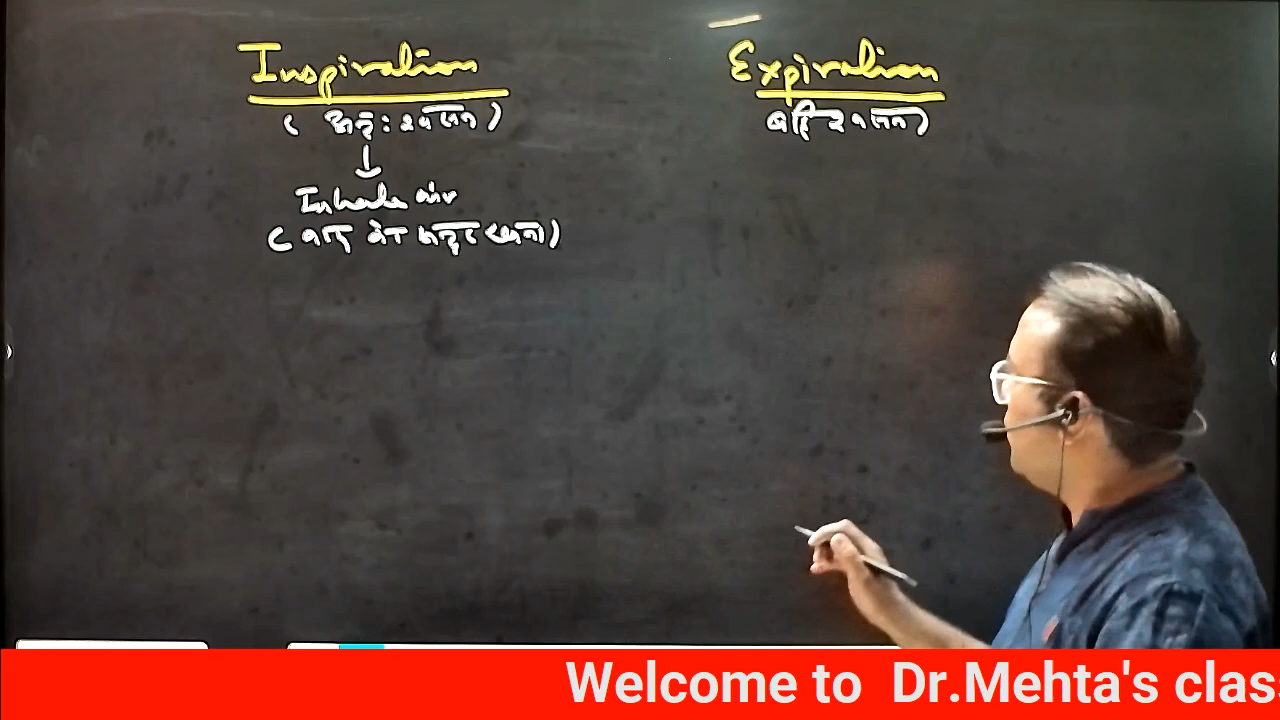 Inspiration
( अन्तः श्वसन )
↓
Inhale air
( वायु को अन्दर लेना )
Expiration
बहिश्वसन )
Welcome to Dr.Mehta's clas